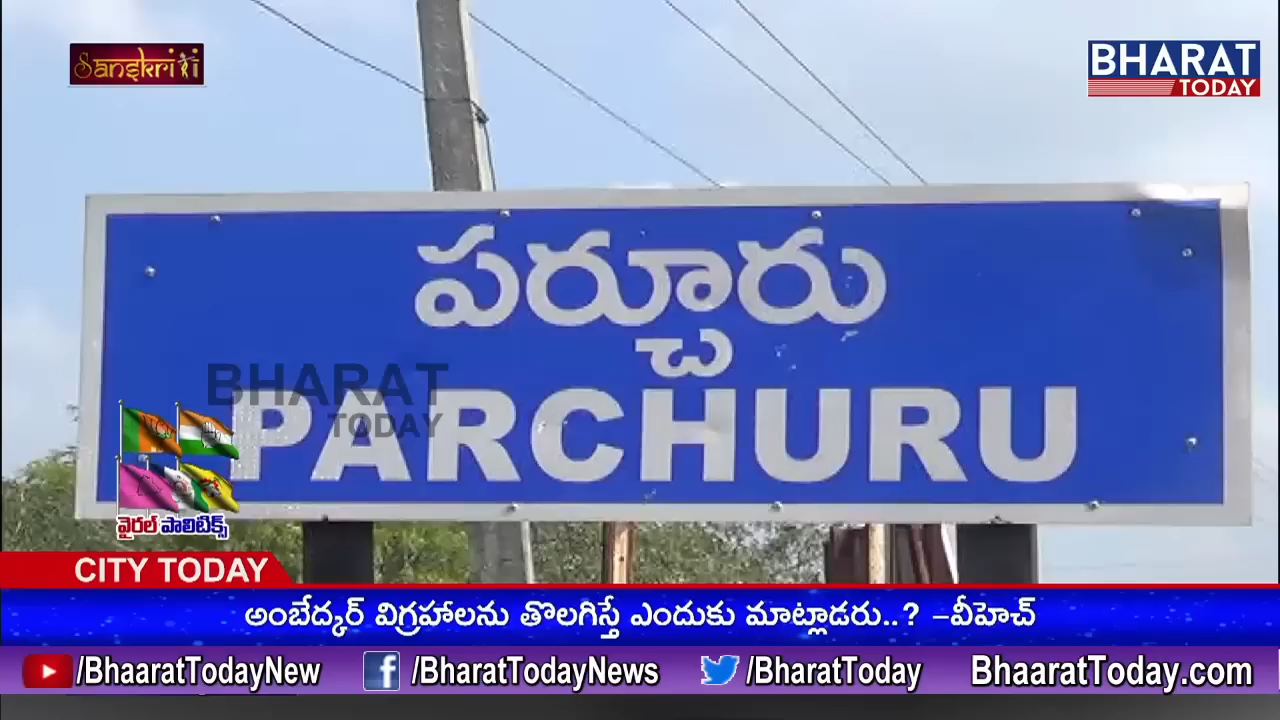 Sanskriti
BHARAT
TODAY
పర్చూరు
PARCHURU
BHARAT
TODAY
వైరల్ పాలిటిక్స్
CITY TODAY
అంబేద్కర్ విగ్రహాలను తొలగిస్తే ఎందుకు మాట్లాడరు..? –వీహెచ్
/BhaaratTodayNew
/BharatTodayNews
/BharatToday
BhaaratToday.com